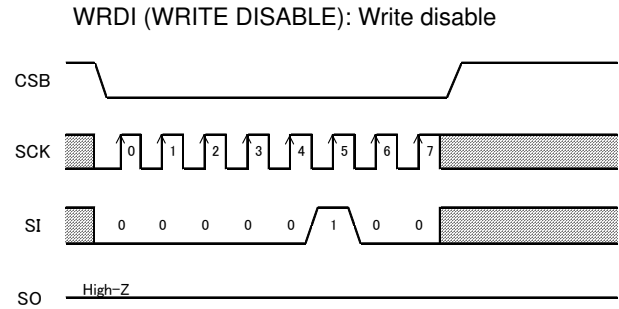 WRDI (WRITE DISABLE): Write disable
CSB
SCK 0 1 2 3 4 5 6 7
SI 0 0 0 0 0 1 0 0
SO High-Z